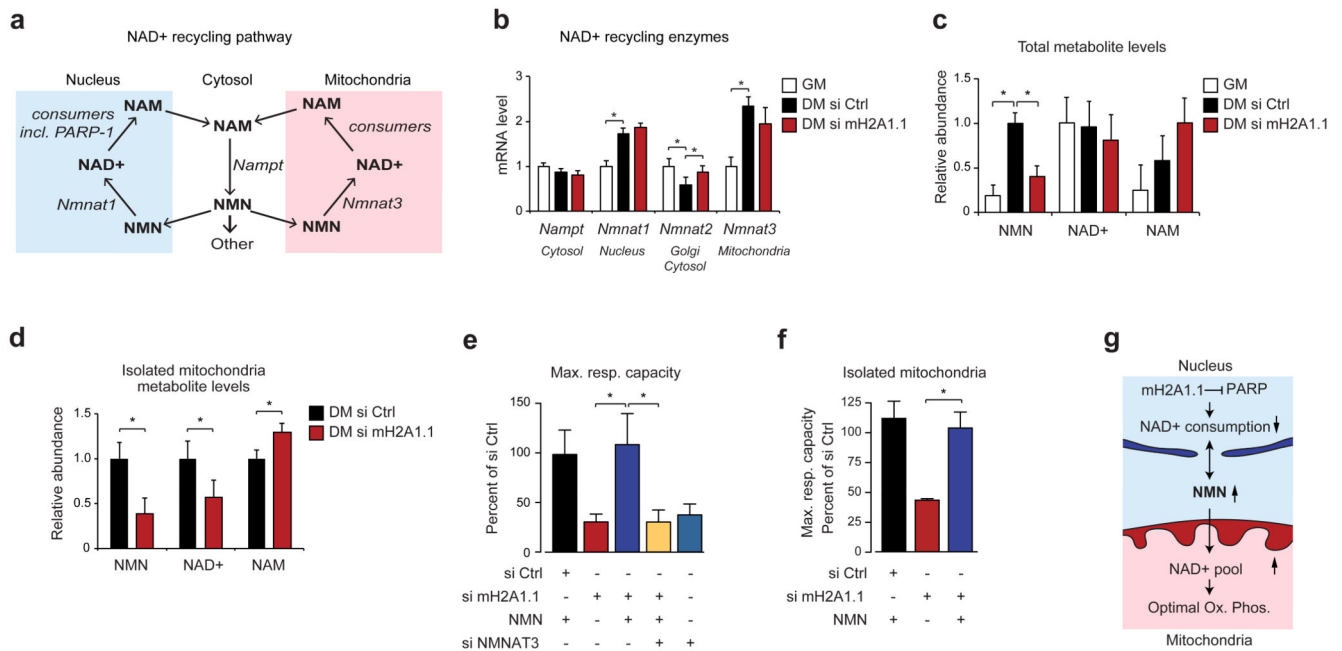 a
NAD+ recycling pathway
Nucleus Cytosol Mitochondria
consumers
incl. PARP-1
NAM
NAM
NAM
consumers
NAD+
Nampt
NAD+
Nmnat1
NMN
Nmnat3
NMN
NMN
Other
b
NAD+ recycling enzymes
GM
DM si Ctrl
DM si mH2A1.1
mRNA level
3
2
1
0
* * * *
Nampt Nmnat1 Nmnat2 Nmnat3
Cytosol Nucleus Golgi Mitochondria
Cytosol
c
Total metabolite levels
GM
DM si Ctrl
DM si mH2A1.1
Relative abundance
1.5
1.0
0.5
0
* *
NMN NAD+ NAM
d
Isolated mitochondria
metabolite levels
DM si Ctrl
DM si mH2A1.1
Relative abundance
1.5
1.0
0.5
0
* * *
NMN NAD+ NAM
e
Max. resp. capacity
Percent of si Ctrl
150
100
50
0
* *
si Ctrl + - - - -
si mH2A1.1 - + + + -
NMN + - + + -
si NMNAT3 - - - + +
f
Isolated mitochondria
Max. resp. capacity
Percent of si Ctrl
125
100
75
50
25
0
*
si Ctrl + - -
si mH2A1.1 - + +
NMN + - +
g
Nucleus
mH2A1.1 PARP
NAD+ consumption
NMN
NAD+ pool
Optimal Ox. Phos.
Mitochondria